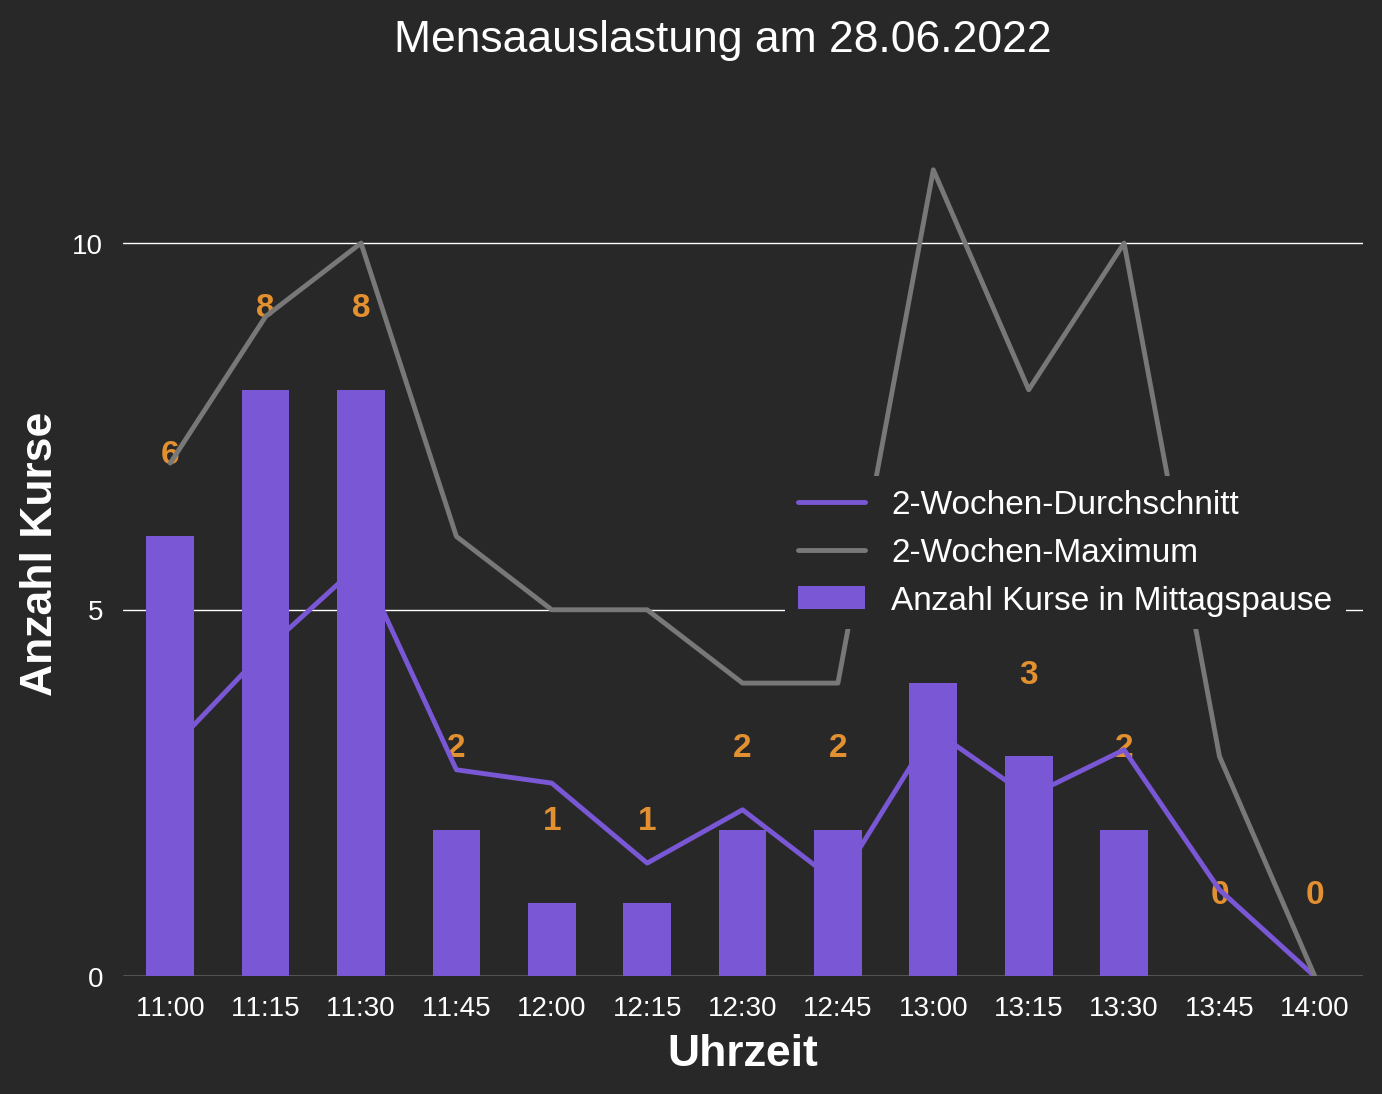 Mensaauslastung am 28.06.2022
10
8
8
6
Anzahl Kurse
2-Wochen-Durchschnitt
2-Wochen-Maximum
Anzahl Kurse in Mittagspause
5
3
2
2
2
2
1
1
0
0
0
11:00 11:15 11:30 11:45 12:00 12:15 12:30 12:45 13:00 13:15 13:30 13:45 14:00
Uhrzeit